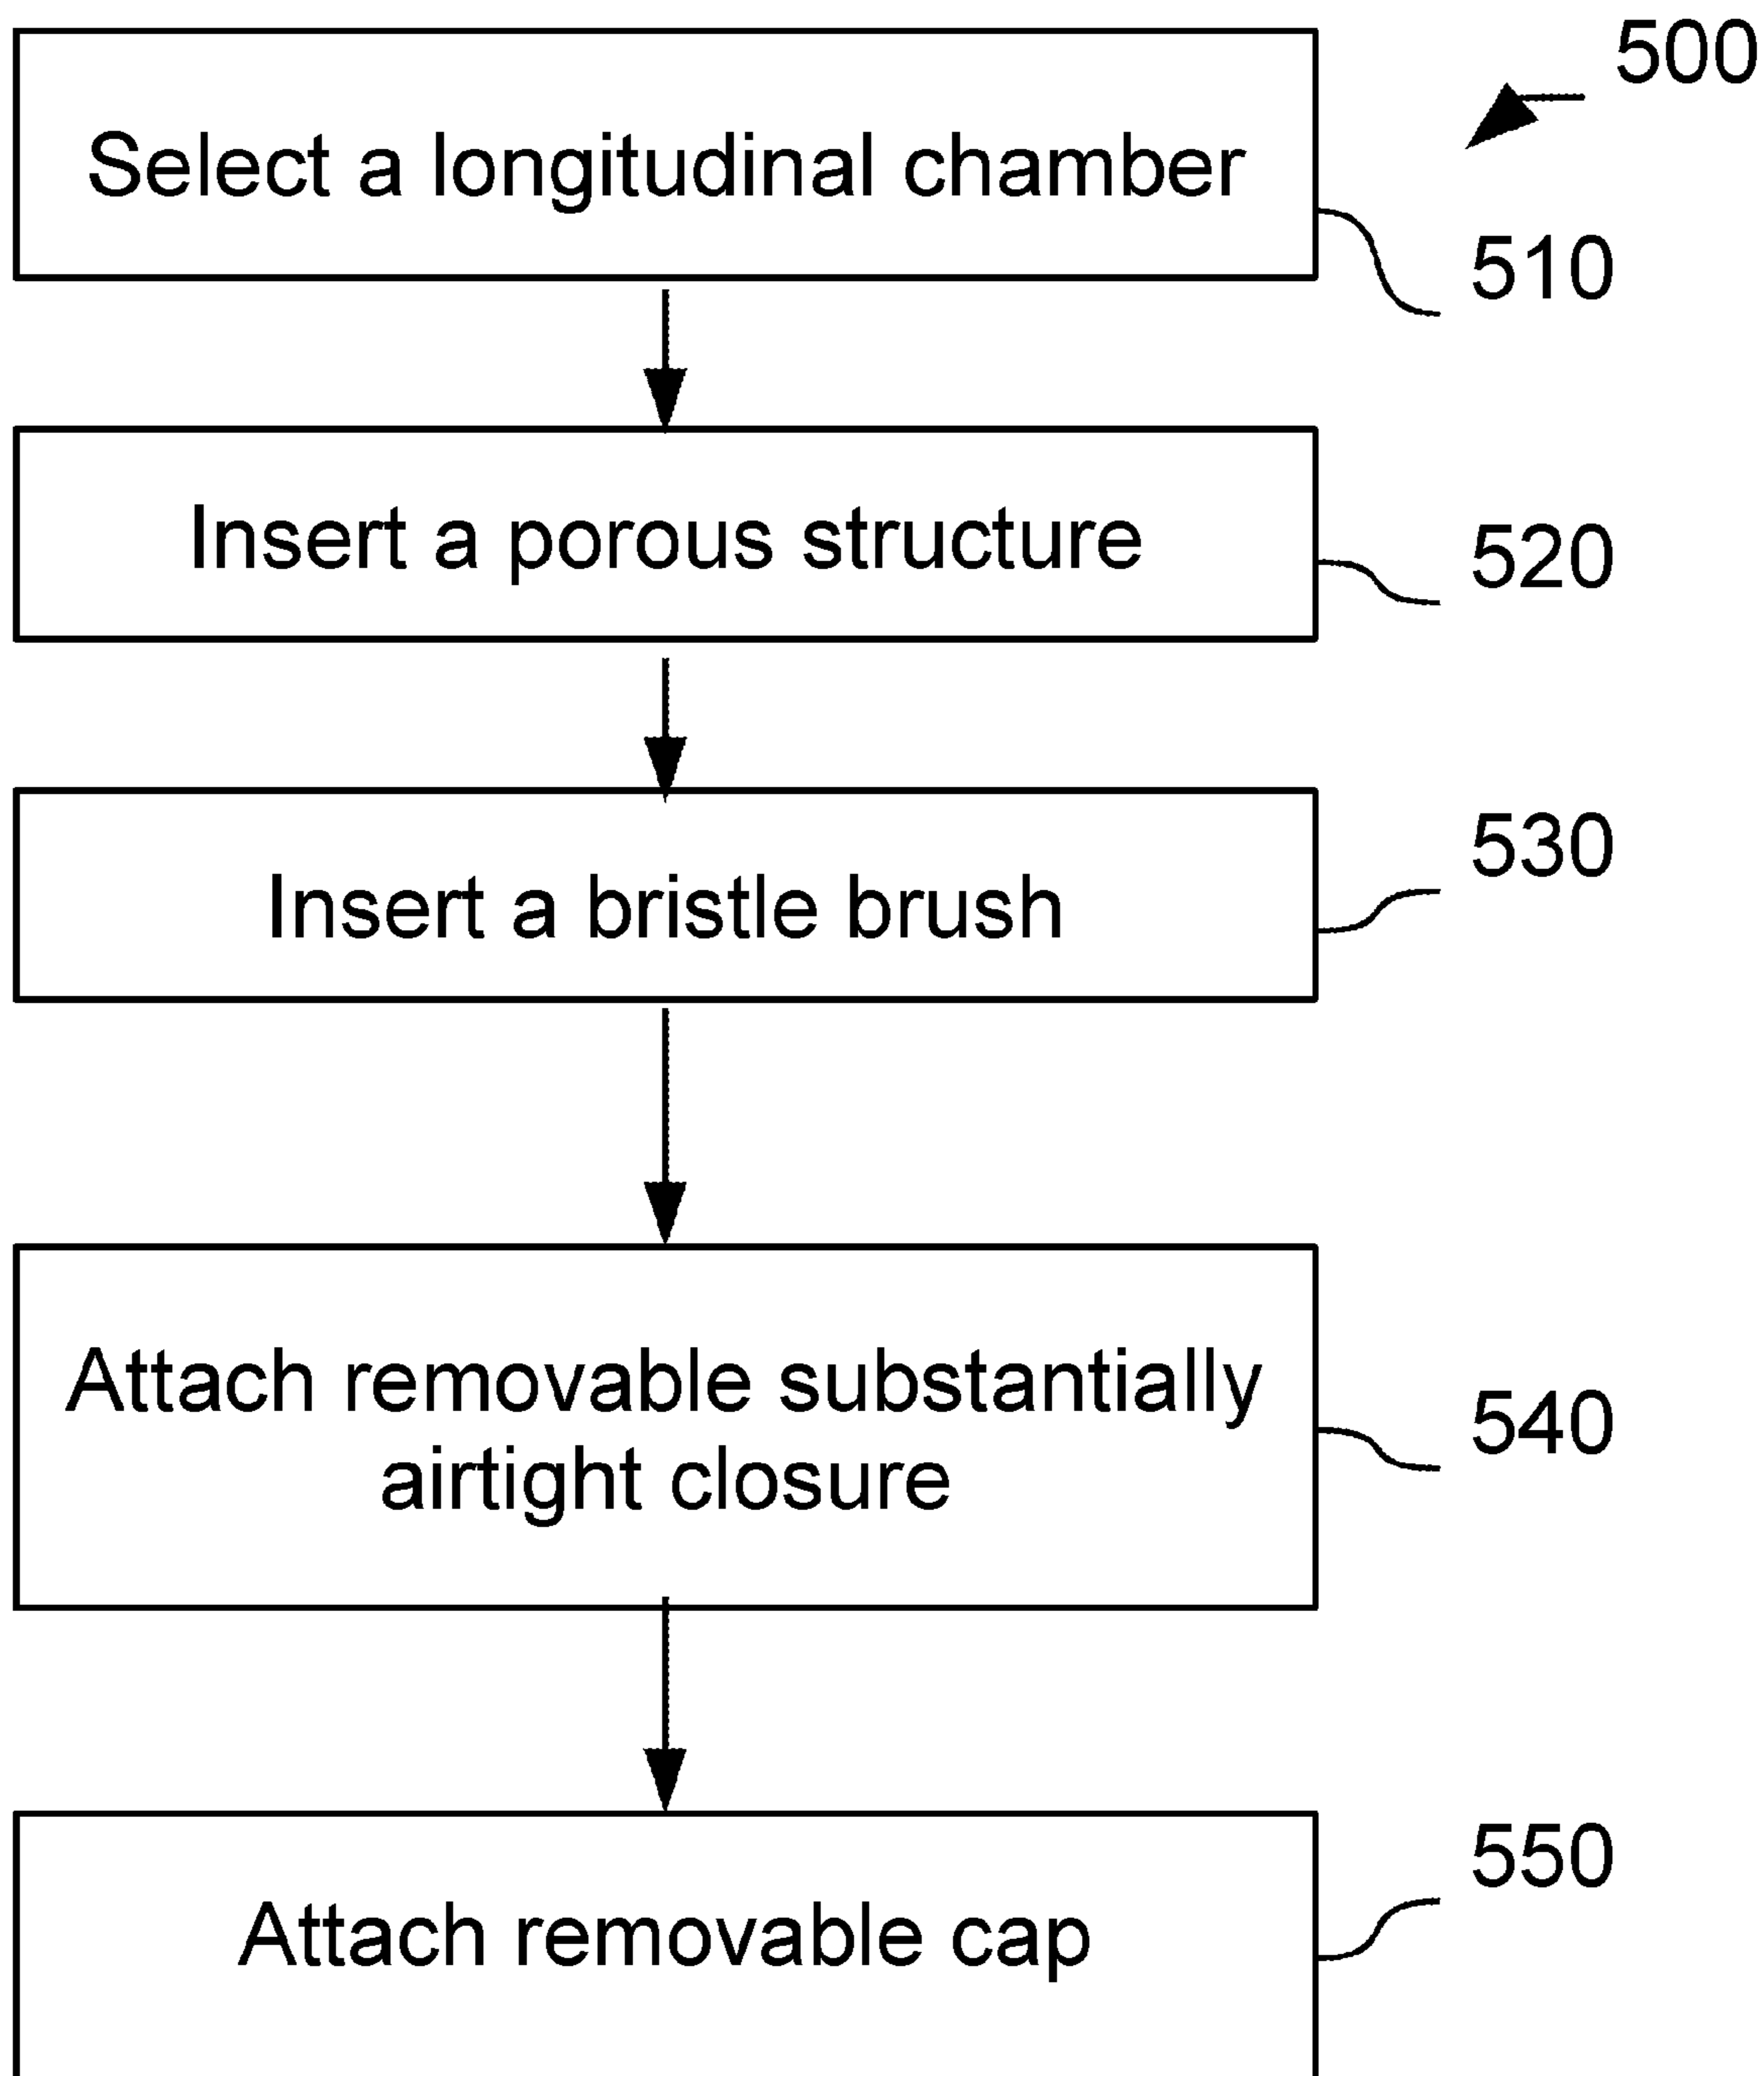 500
Select a longitudinal chamber
510
Insert a porous structure
520
Insert a bristle brush
530
Attach removable substantially
airtight closure
540
Attach removable cap
550